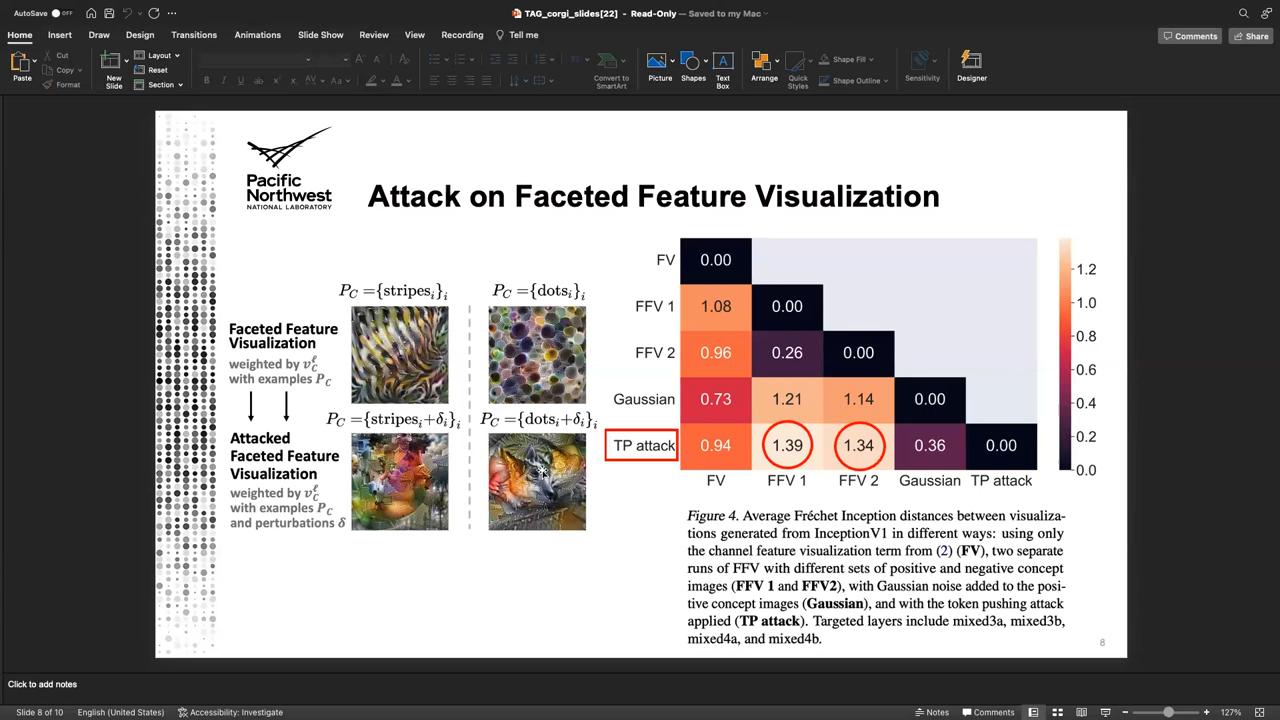 AutoSave OFF
TAG_corgi_slides[22] - Read-Only — Saved to my Mac
Home Insert Draw Design Transitions Animations Slide Show Review View Recording Tell me
Comments Share
Paste
Cut
Copy
Format
New Slide
Layout
Reset
Section
Convert to SmartArt
Picture
Shapes
Text Box
Arrange
Quick Styles
Shape Fill
Shape Outline
Sensitivity
Designer
Pacific
Northwest
NATIONAL LABORATORY
Attack on Faceted Feature Visualization
P_C ={stripes_i}_i
P_C ={dots_i}_i
Faceted Feature
Visualization
weighted by v_C^ℓ
with examples P_C
P_C ={stripes_i+δ_i}_i
P_C ={dots_i+δ_i}_i
Attacked
Faceted Feature
Visualization
weighted by v_C^ℓ
with examples P_C
and perturbations δ
FV 0.00
FFV 1 1.08 0.00
FFV 2 0.96 0.26 0.00
Gaussian 0.73 1.21 1.14 0.00
TP attack 0.94 1.39 1.34 0.36 0.00
FV FFV 1 FFV 2 Gaussian TP attack
1.2
1.0
0.8
0.6
0.4
0.2
0.0
Figure 4. Average Fréchet Inception distances between visualiza-
tions generated from InceptionV1 in different ways: using only
the channel feature visualization term from (2) (FV), two separate
runs of FFV with different sets of positive and negative concept
images (FFV 1 and FFV2), with Gaussian noise added to the posi-
tive concept images (Gaussian), and with the token pushing attack
applied (TP attack). Targeted layers include mixed3a, mixed3b,
mixed4a, and mixed4b.
8
Click to add notes
Slide 8 of 10 English (United States) Accessibility: Investigate
Notes Comments 127%